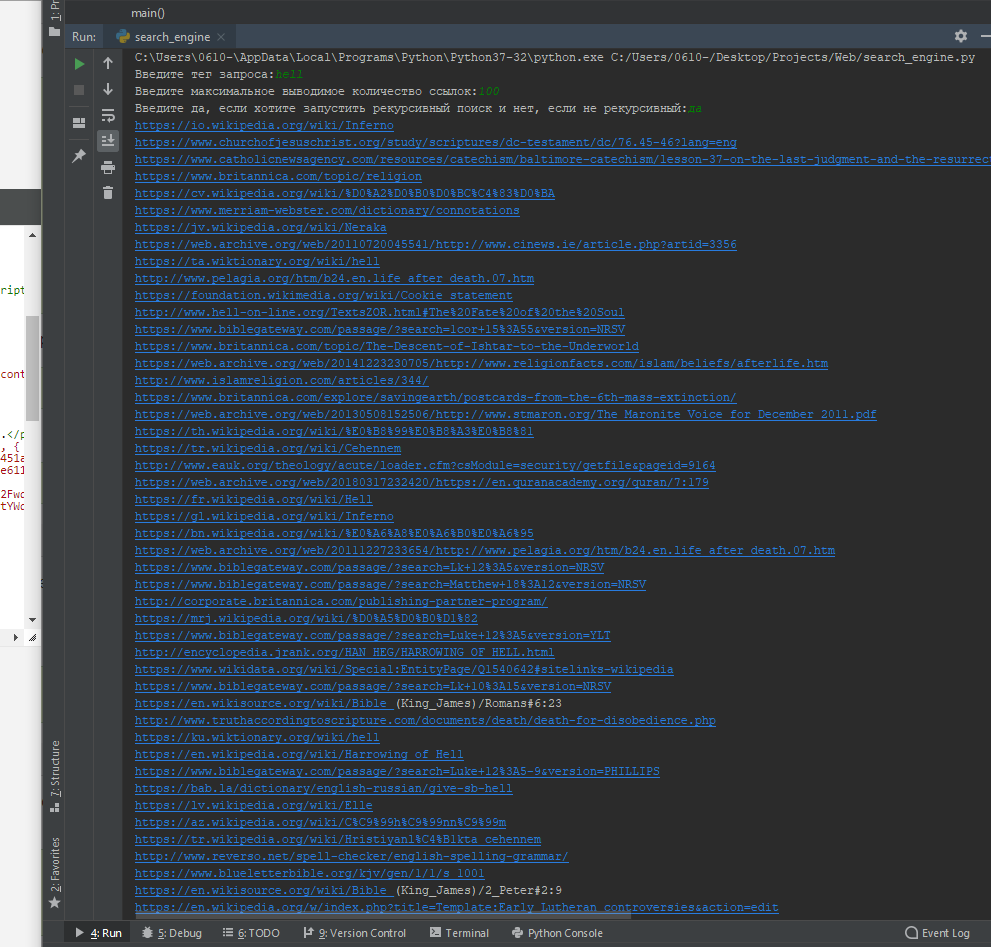 main()
1: Pr
Run: search_engine
C:\Users\0610-\AppData\Local\Programs\Python\Python37-32\python.exe C:/Users/0610-/Desktop/Projects/Web/search_engine.py
Введите тег запроса:hell
Введите максимальное выводимое количество ссылок:100
Введите да, если хотите запустить рекурсивный поиск и нет, если не рекурсивный:да
https://io.wikipedia.org/wiki/Inferno
https://www.churchofjesuschrist.org/study/scriptures/dc-testament/dc/76.45-46?lang=eng
https://www.catholicnewsagency.com/resources/catechism/baltimore-catechism/lesson-37-on-the-last-judgment-and-the-resurrect
https://www.britannica.com/topic/religion
https://cv.wikipedia.org/wiki/%D0%A2%D0%B0%D0%BC%C4%83%D0%BA
https://www.merriam-webster.com/dictionary/connotations
https://jv.wikipedia.org/wiki/Neraka
https://web.archive.org/web/20110720045541/http://www.cinews.ie/article.php?artid=3356
https://ta.wiktionary.org/wiki/hell
http://www.pelagia.org/htm/b24.en.life_after_death.07.htm
https://foundation.wikimedia.org/wiki/Cookie_statement
http://www.hell-on-line.org/TextsZOR.html#The%20Fate%20of%20the%20Soul
https://www.biblegateway.com/passage/?search=1cor+15%3A55&version=NRSV
https://www.britannica.com/topic/The-Descent-of-Ishtar-to-the-Underworld
https://web.archive.org/web/20141223230705/http://www.religionfacts.com/islam/beliefs/afterlife.htm
http://www.islamreligion.com/articles/344/
https://www.britannica.com/explore/savingearth/postcards-from-the-6th-mass-extinction/
https://web.archive.org/web/20130508152506/http://www.stmaron.org/The_Maronite_Voice_for_December_2011.pdf
https://th.wikipedia.org/wiki/%E0%B8%99%E0%B8%A3%E0%B8%81
https://tr.wikipedia.org/wiki/Cehennem
http://www.eauk.org/theology/acute/loader.cfm?csModule=security/getfile&pageid=9164
https://web.archive.org/web/20180317232420/https://en.quranacademy.org/quran/7:179
https://fr.wikipedia.org/wiki/Hell
https://gl.wikipedia.org/wiki/Inferno
https://bn.wikipedia.org/wiki/%E0%A6%A8%E0%A6%B0%E0%A6%95
https://web.archive.org/web/20111227233654/http://www.pelagia.org/htm/b24.en.life_after_death.07.htm
https://www.biblegateway.com/passage/?search=Lk+12%3A5&version=NRSV
https://www.biblegateway.com/passage/?search=Matthew+18%3A12&version=NRSV
http://corporate.britannica.com/publishing-partner-program/
https://mrj.wikipedia.org/wiki/%D0%A5%D0%B0%D1%82
https://www.biblegateway.com/passage/?search=Luke+12%3A5&version=YLT
http://encyclopedia.jrank.org/HAN_HEG/HARROWING_OF_HELL.html
https://www.wikidata.org/wiki/Special:EntityPage/Q1540642#sitelinks-wikipedia
https://www.biblegateway.com/passage/?search=Lk+10%3A15&version=NRSV
https://en.wikisource.org/wiki/Bible_(King_James)/Romans#6:23
http://www.truthaccordingtoscripture.com/documents/death/death-for-disobedience.php
https://ku.wiktionary.org/wiki/hell
https://en.wikipedia.org/wiki/Harrowing_of_Hell
https://www.biblegateway.com/passage/?search=Luke+12%3A5-9&version=PHILLIPS
https://bab.la/dictionary/english-russian/give-sb-hell
https://lv.wikipedia.org/wiki/Elle
https://az.wikipedia.org/wiki/C%C9%99h%C9%99nn%C9%99m
https://tr.wikipedia.org/wiki/Hristiyanl%C4%B1kta_cehennem
http://www.reverso.net/spell-checker/english-spelling-grammar/
https://www.blueletterbible.org/kjv/gen/1/1/s_1001
https://en.wikisource.org/wiki/Bible_(King_James)/2_Peter#2:9
https://en.wikipedia.org/w/index.php?title=Template:Early_Lutheran_controversies&action=edit
ript
cont
.</p
, {
451a
e611
2Fwc
tYWc
7: Structure
2: Favorites
4: Run 5: Debug 6: TODO 9: Version Control Terminal Python Console Event Log